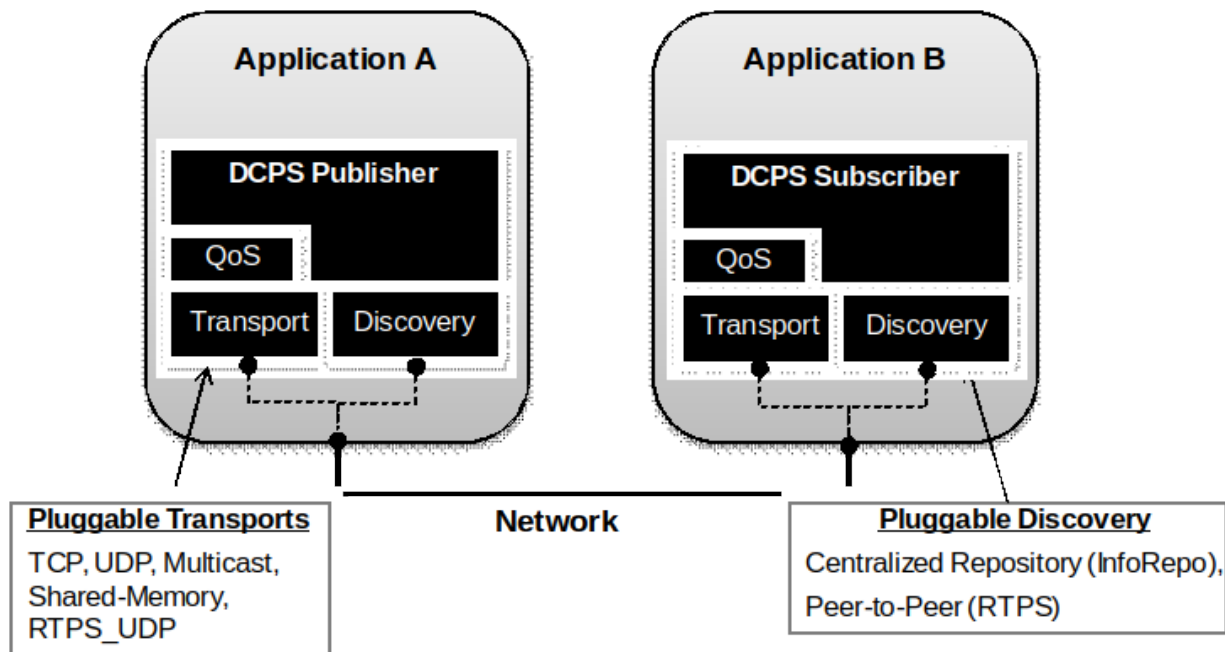 Application A
DCPS Publisher
QoS
Transport
Discovery
Application B
DCPS Subscriber
QoS
Transport
Discovery
Network
Pluggable Transports
TCP, UDP, Multicast,
Shared-Memory,
RTPS_UDP
Pluggable Discovery
Centralized Repository (InfoRepo),
Peer-to-Peer (RTPS)